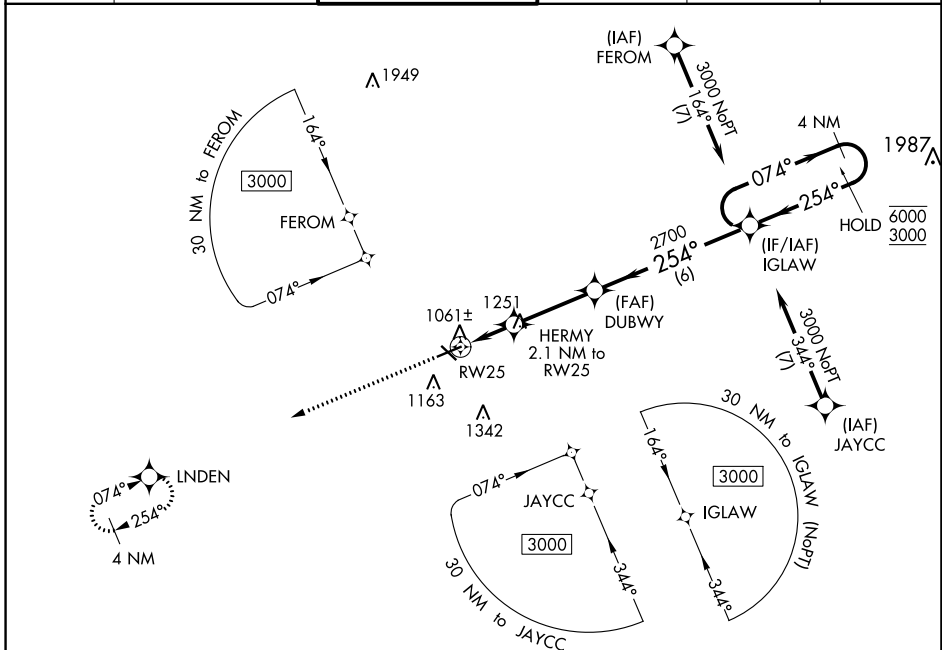 (IAF)
FEROM
1949
3000 NoPT
164°
(7)
4 NM
1987
30 NM to FEROM
164°
3000
FEROM
074°
074°
254°
HOLD
6000
3000
(IF/IAF)
IGLAW
2700
254°
(6)
(FAF)
DUBWY
1251
1061±
HERMY
2.1 NM to
RW25
RW25
1163
1342
3000 NoPT
344°
(7)
(IAF)
JAYCC
LNDEN
074°
254°
4 NM
074°
JAYCC
3000
344°
30 NM to JAYCC
30 NM to IGLAW (NoPT)
164°
3000
IGLAW
344°